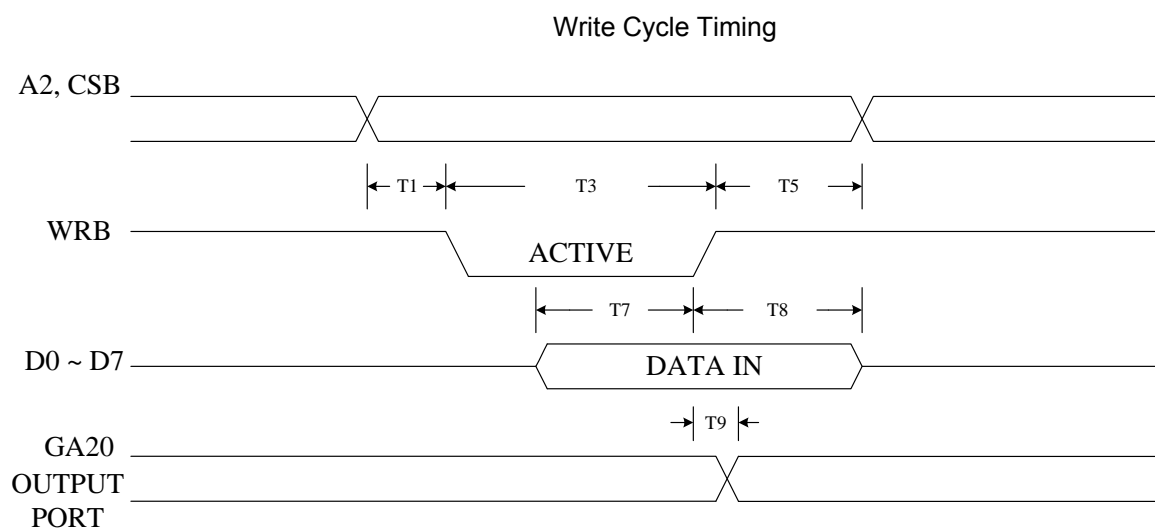 Write Cycle Timing
A2, CSB
T1
T3
T5
WRB
ACTIVE
T7
T8
D0 ~ D7
DATA IN
T9
GA20
OUTPUT
PORT